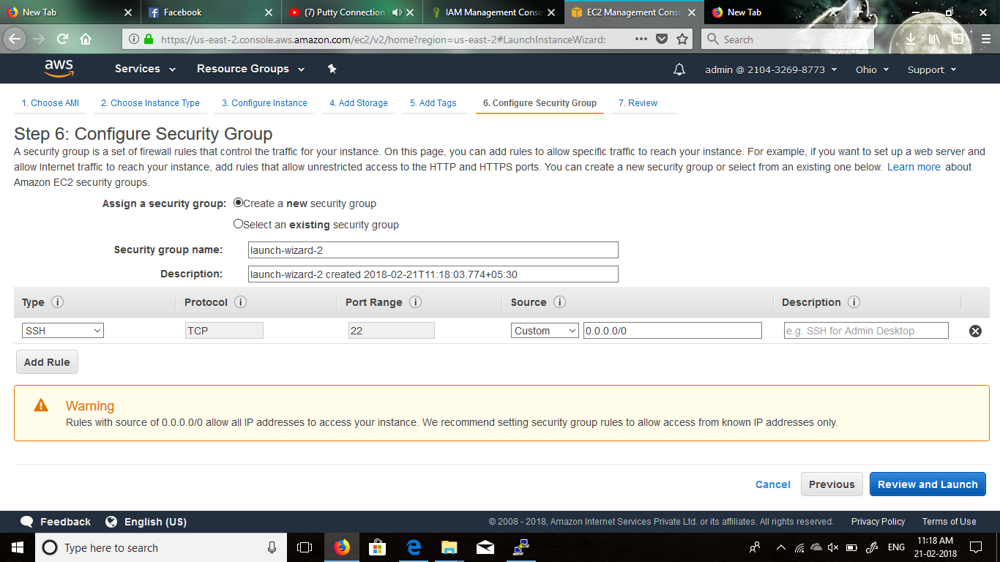 New Tab
Facebook
(7) Putty Connection
IAM Management Conso
EC2 Management Conso
New Tab
https://us-east-2.console.aws.amazon.com/ec2/v2/home?region=us-east-2#LaunchInstanceWizard:
Search
aws
Services
Resource Groups
admin @ 2104-3269-8773
Ohio
Support
1. Choose AMI
2. Choose Instance Type
3. Configure Instance
4. Add Storage
5. Add Tags
6. Configure Security Group
7. Review
Step 6: Configure Security Group
A security group is a set of firewall rules that control the traffic for your instance. On this page, you can add rules to allow specific traffic to reach your instance. For example, if you want to set up a web server and
allow Internet traffic to reach your instance, add rules that allow unrestricted access to the HTTP and HTTPS ports. You can create a new security group or select from an existing one below. Learn more about
Amazon EC2 security groups.
Assign a security group: Create a new security group
Select an existing security group
Security group name: launch-wizard-2
Description: launch-wizard-2 created 2018-02-21T11:18:03.774+05:30
Type Protocol Port Range Source Description
SSH TCP 22 Custom 0.0.0.0/0 e.g. SSH for Admin Desktop
Add Rule
Warning
Rules with source of 0.0.0.0/0 allow all IP addresses to access your instance. We recommend setting security group rules to allow access from known IP addresses only.
Cancel Previous Review and Launch
Feedback English (US) © 2008 - 2018, Amazon Internet Services Private Ltd. or its affiliates. All rights reserved. Privacy Policy Terms of Use
Type here to search
ENG
11:18 AM
21-02-2018